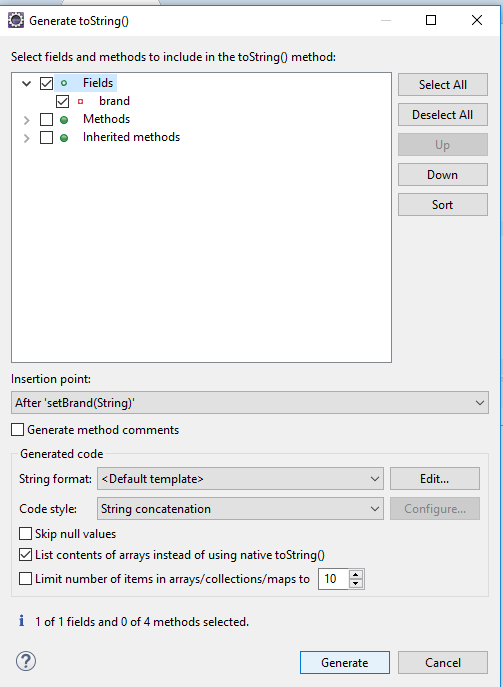 Generate toString()
Select fields and methods to include in the toString() method:
Fields
brand
Methods
Inherited methods
Select All
Deselect All
Up
Down
Sort
Insertion point:
After 'setBrand(String)'
Generate method comments
Generated code
String format: <Default template> Edit...
Code style: String concatenation Configure...
Skip null values
List contents of arrays instead of using native toString()
Limit number of items in arrays/collections/maps to 10
i 1 of 1 fields and 0 of 4 methods selected.
? Generate Cancel